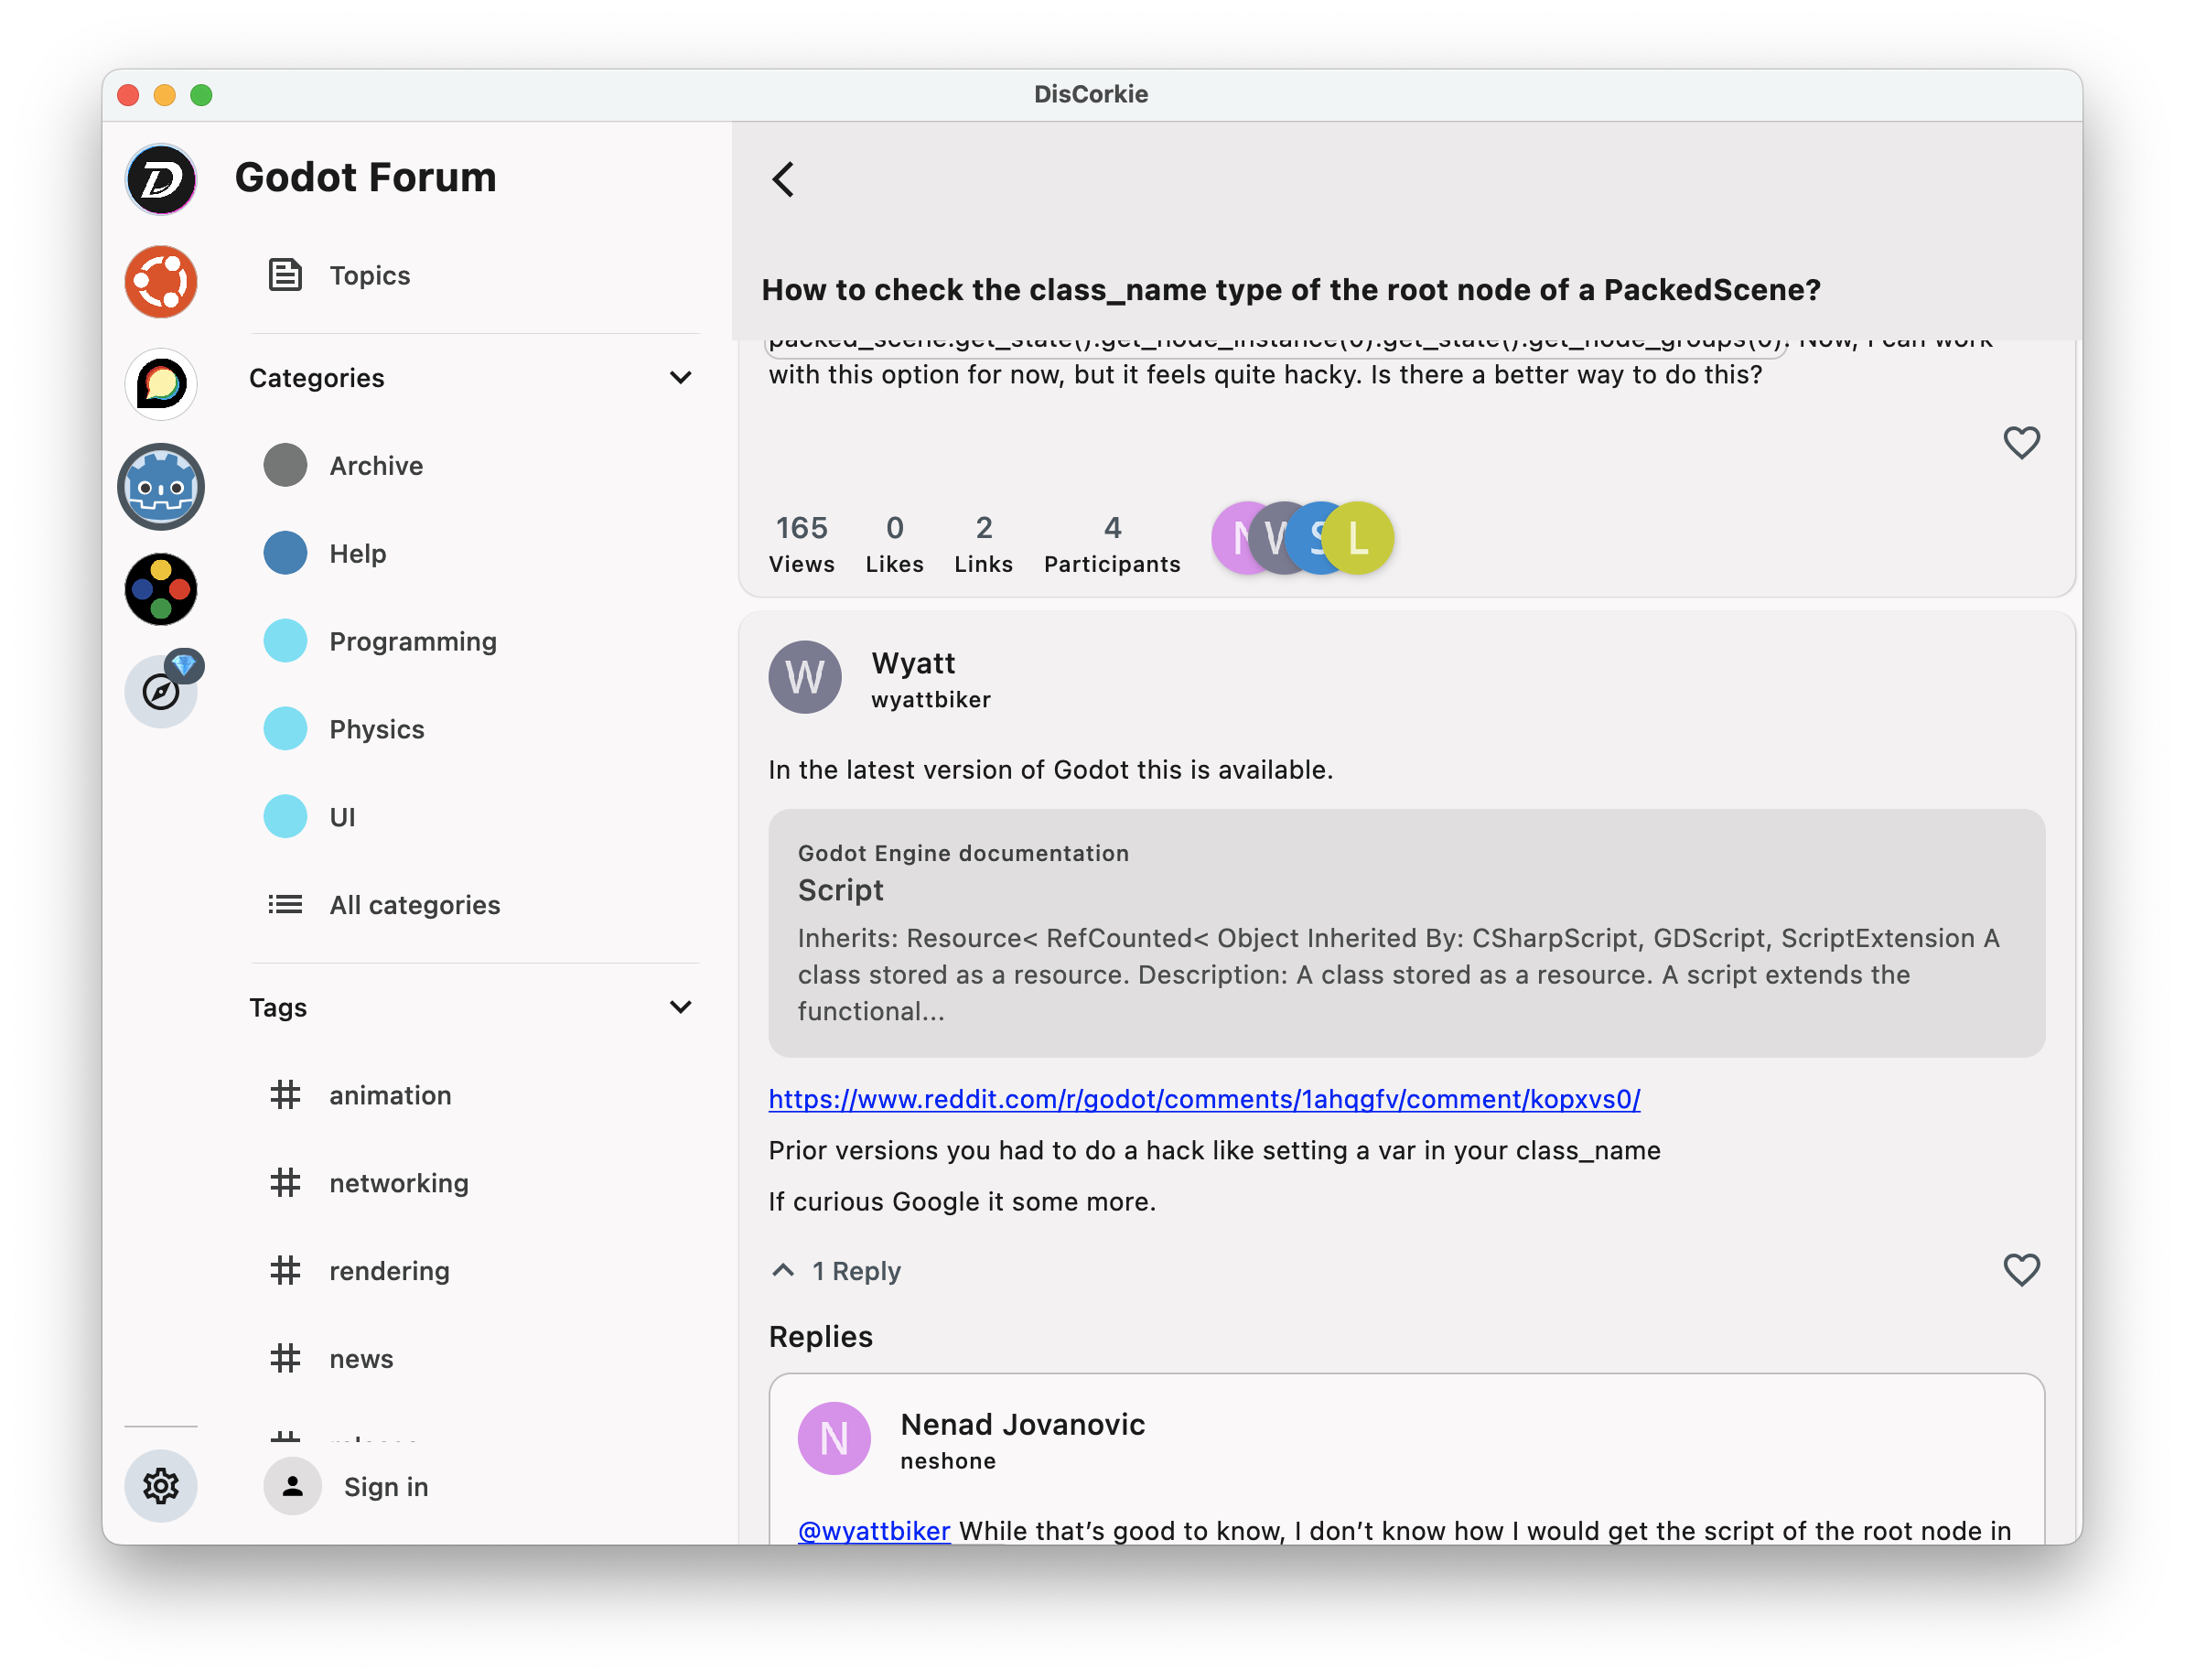 DisCorkie
Godot Forum
Topics
Categories
Archive
Help
Programming
Physics
UI
All categories
Tags
animation
networking
rendering
news
Sign in
How to check the class_name type of the root node of a PackedScene?
packed_scene.get_state().get_node_instance(0).get_state().get_node_groups(0). Now, I can work
with this option for now, but it feels quite hacky. Is there a better way to do this?
165
Views
0
Likes
2
Links
4
Participants
N W S L
W
Wyatt
wyattbiker
In the latest version of Godot this is available.
Godot Engine documentation
Script
Inherits: Resource< RefCounted< Object Inherited By: CSharpScript, GDScript, ScriptExtension A
class stored as a resource. Description: A class stored as a resource. A script extends the
functional...
https://www.reddit.com/r/godot/comments/1ahqgfv/comment/kopxvs0/
Prior versions you had to do a hack like setting a var in your class_name
If curious Google it some more.
1 Reply
Replies
N
Nenad Jovanovic
neshone
@wyattbiker While that’s good to know, I don’t know how I would get the script of the root node in